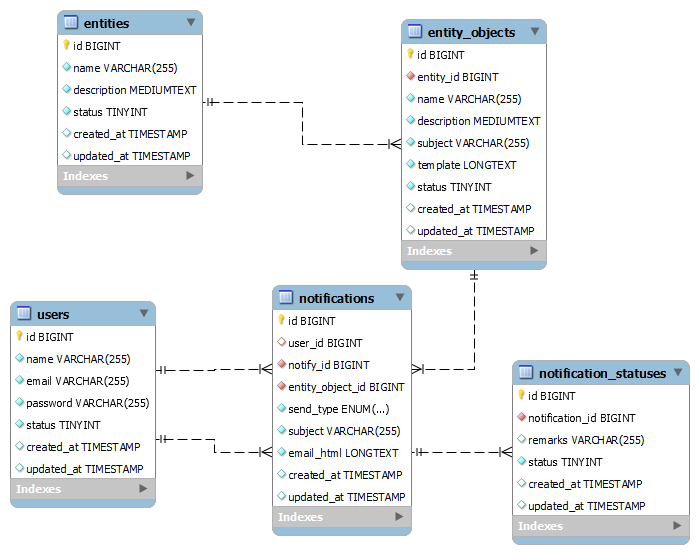 entities
id BIGINT
name VARCHAR(255)
description MEDIUMTEXT
status TINYINT
created_at TIMESTAMP
updated_at TIMESTAMP
Indexes
entity_objects
id BIGINT
entity_id BIGINT
name VARCHAR(255)
description MEDIUMTEXT
subject VARCHAR(255)
template LONGTEXT
status TINYINT
created_at TIMESTAMP
updated_at TIMESTAMP
Indexes
users
id BIGINT
name VARCHAR(255)
email VARCHAR(255)
password VARCHAR(255)
status TINYINT
created_at TIMESTAMP
updated_at TIMESTAMP
Indexes
notifications
id BIGINT
user_id BIGINT
notify_id BIGINT
entity_object_id BIGINT
send_type ENUM(...)
subject VARCHAR(255)
email_html LONGTEXT
created_at TIMESTAMP
updated_at TIMESTAMP
Indexes
notification_statuses
id BIGINT
notification_id BIGINT
remarks VARCHAR(255)
status TINYINT
created_at TIMESTAMP
updated_at TIMESTAMP
Indexes